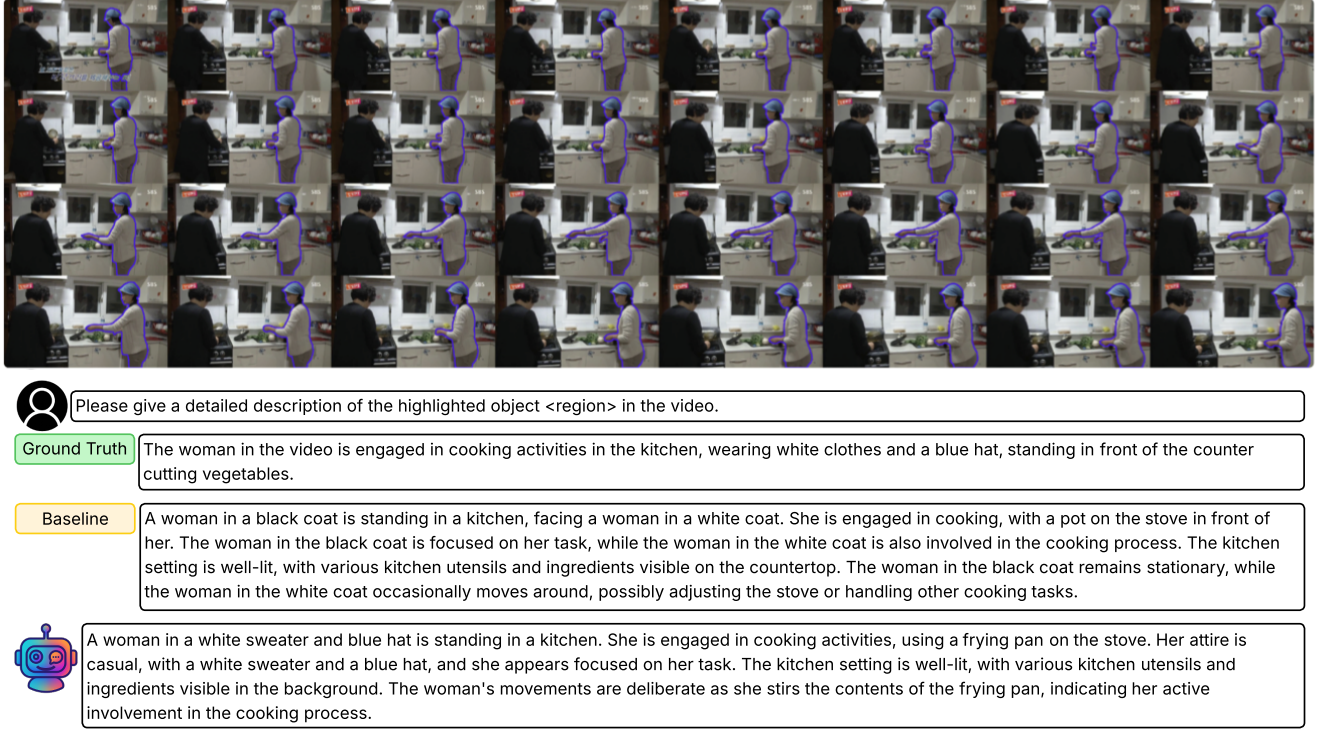 SBS
Please give a detailed description of the highlighted object <region> in the video.
Ground Truth
The woman in the video is engaged in cooking activities in the kitchen, wearing white clothes and a blue hat, standing in front of the counter
cutting vegetables.
Baseline
A woman in a black coat is standing in a kitchen, facing a woman in a white coat. She is engaged in cooking, with a pot on the stove in front of
her. The woman in the black coat is focused on her task, while the woman in the white coat is also involved in the cooking process. The kitchen
setting is well-lit, with various kitchen utensils and ingredients visible on the countertop. The woman in the black coat remains stationary, while
the woman in the white coat occasionally moves around, possibly adjusting the stove or handling other cooking tasks.
A woman in a white sweater and blue hat is standing in a kitchen. She is engaged in cooking activities, using a frying pan on the stove. Her attire is
casual, with a white sweater and a blue hat, and she appears focused on her task. The kitchen setting is well-lit, with various kitchen utensils and
ingredients visible in the background. The woman's movements are deliberate as she stirs the contents of the frying pan, indicating her active
involvement in the cooking process.